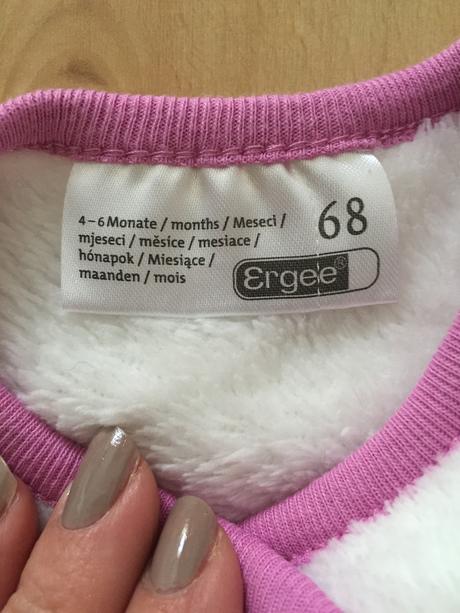 4–6 Monate / months / Meseci /
mjeseci / měsíce / mesiace /
hónapok / Miesiące /
maanden / mois
68
Ergee®